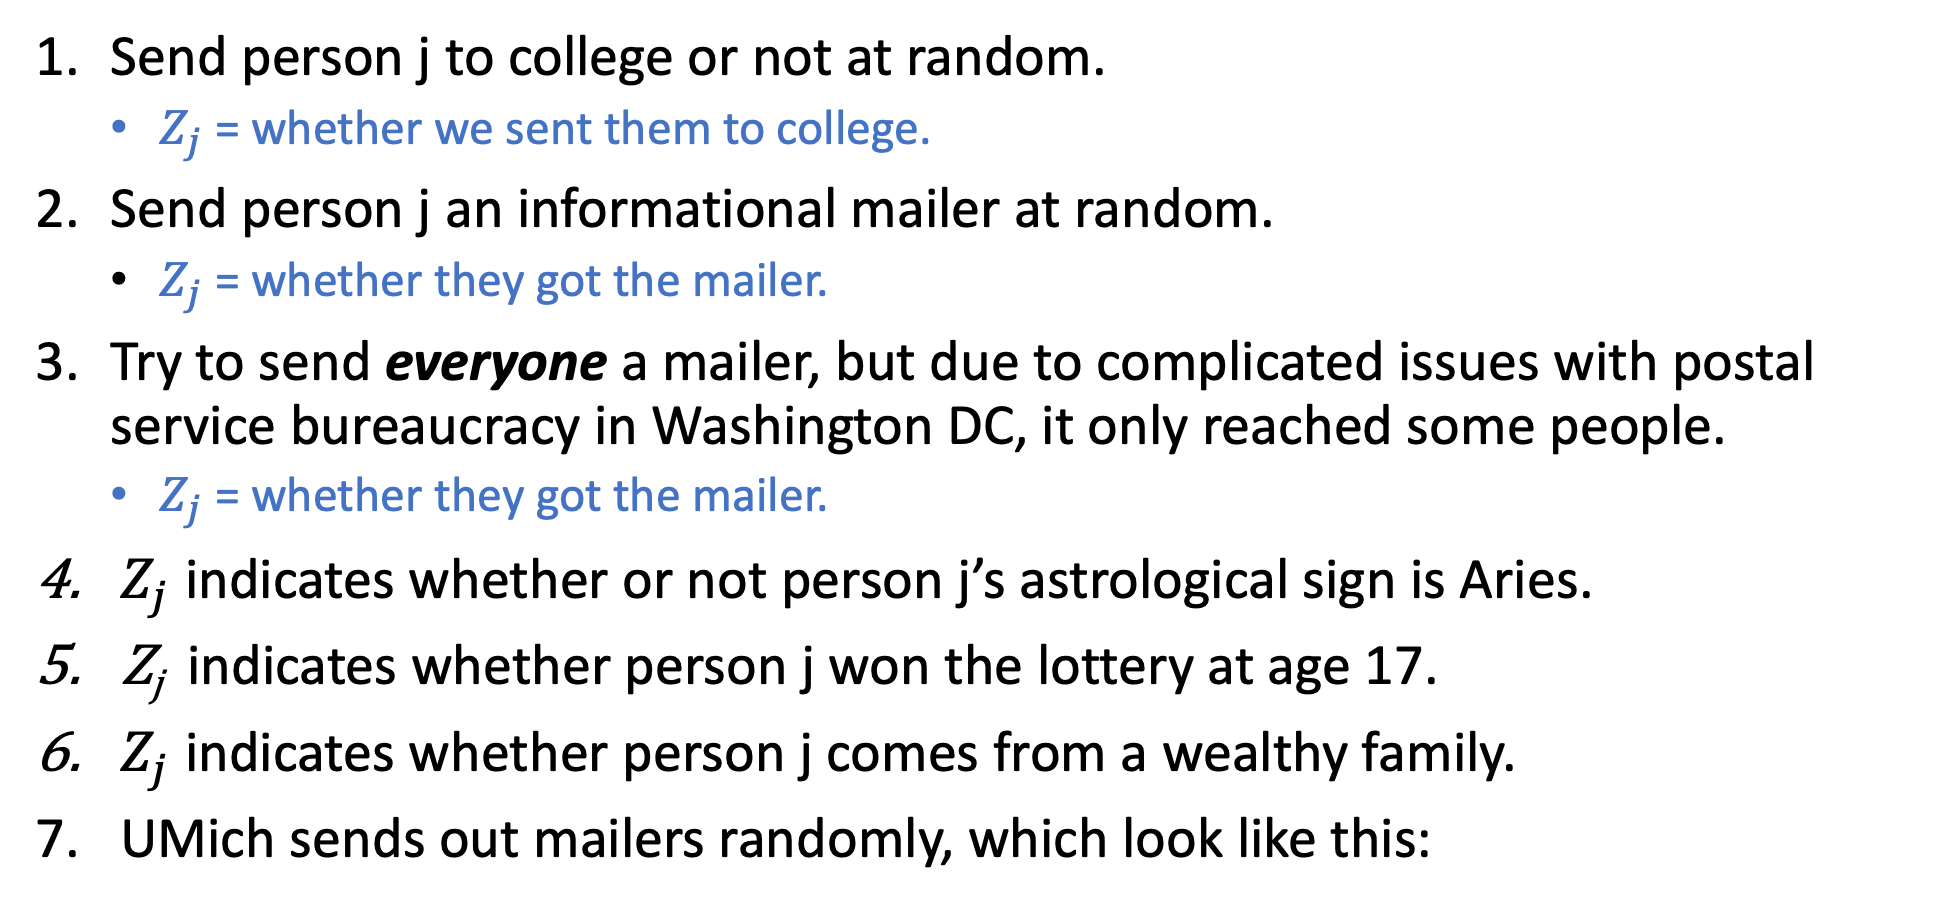 1. Send person j to college or not at random.
• Zj = whether we sent them to college.
2. Send person j an informational mailer at random.
• Zj = whether they got the mailer.
3. Try to send everyone a mailer, but due to complicated issues with postal
service bureaucracy in Washington DC, it only reached some people.
• Zj = whether they got the mailer.
4. Zj indicates whether or not person j’s astrological sign is Aries.
5. Zj indicates whether person j won the lottery at age 17.
6. Zj indicates whether person j comes from a wealthy family.
7. UMich sends out mailers randomly, which look like this: